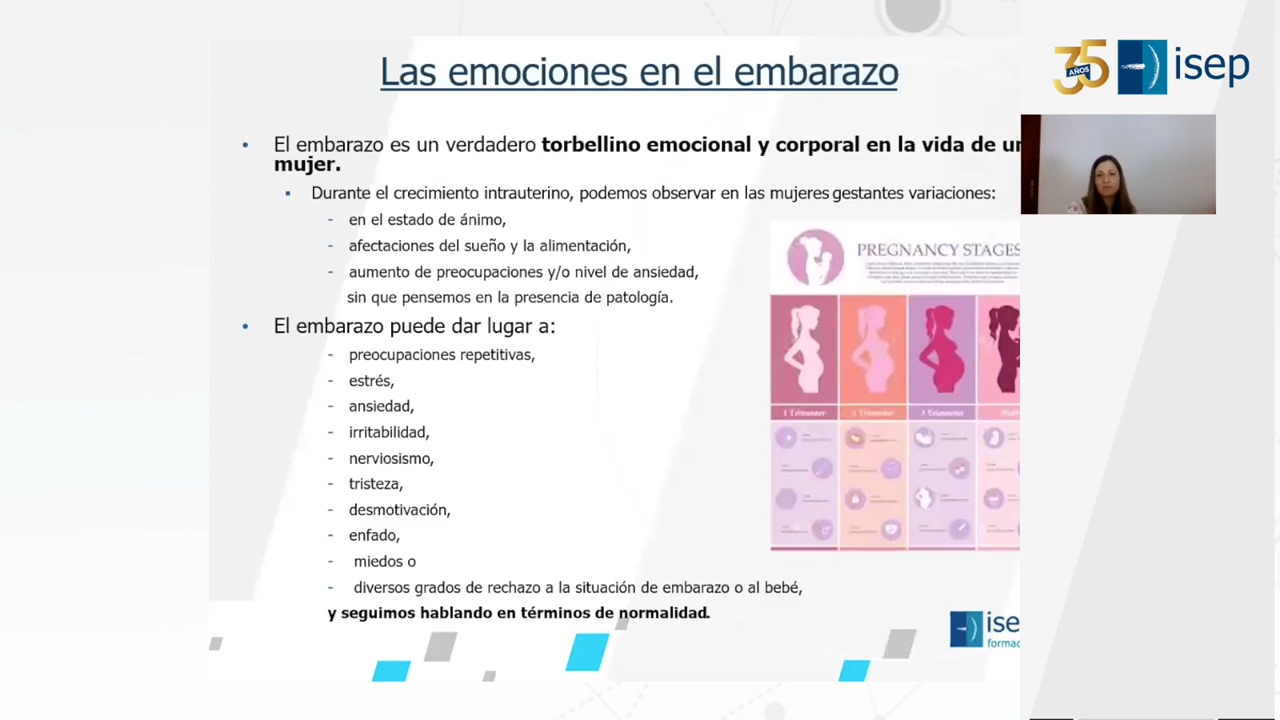 Las emociones en el embarazo
35
AÑOS
isep
• El embarazo es un verdadero torbellino emocional y corporal en la vida de un
mujer.
▪ Durante el crecimiento intrauterino, podemos observar en las mujeres gestantes variaciones:
- en el estado de ánimo,
- afectaciones del sueño y la alimentación,
- aumento de preocupaciones y/o nivel de ansiedad,
sin que pensemos en la presencia de patología.
• El embarazo puede dar lugar a:
- preocupaciones repetitivas,
- estrés,
- ansiedad,
- irritabilidad,
- nerviosismo,
- tristeza,
- desmotivación,
- enfado,
- miedos o
- diversos grados de rechazo a la situación de embarazo o al bebé,
y seguimos hablando en términos de normalidad.
PREGNANCY STAGES
1 Trimester
2 Trimester
3 Trimester
ise
formac